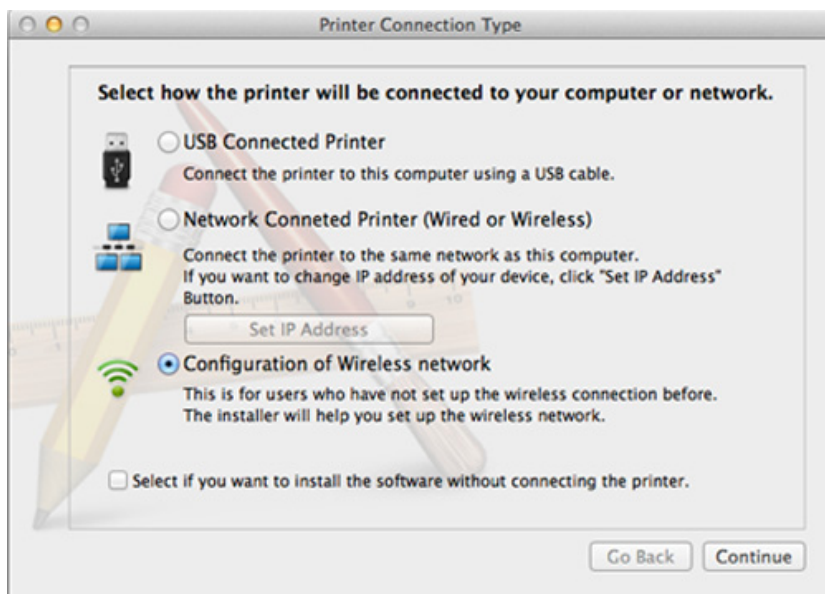 Printer Connection Type
Select how the printer will be connected to your computer or network.
USB Connected Printer
Connect the printer to this computer using a USB cable.
Network Conneted Printer (Wired or Wireless)
Connect the printer to the same network as this computer.
If you want to change IP address of your device, click "Set IP Address"
Button.
Set IP Address
Configuration of Wireless network
This is for users who have not set up the wireless connection before.
The installer will help you set up the wireless network.
Select if you want to install the software without connecting the printer.
Go Back
Continue